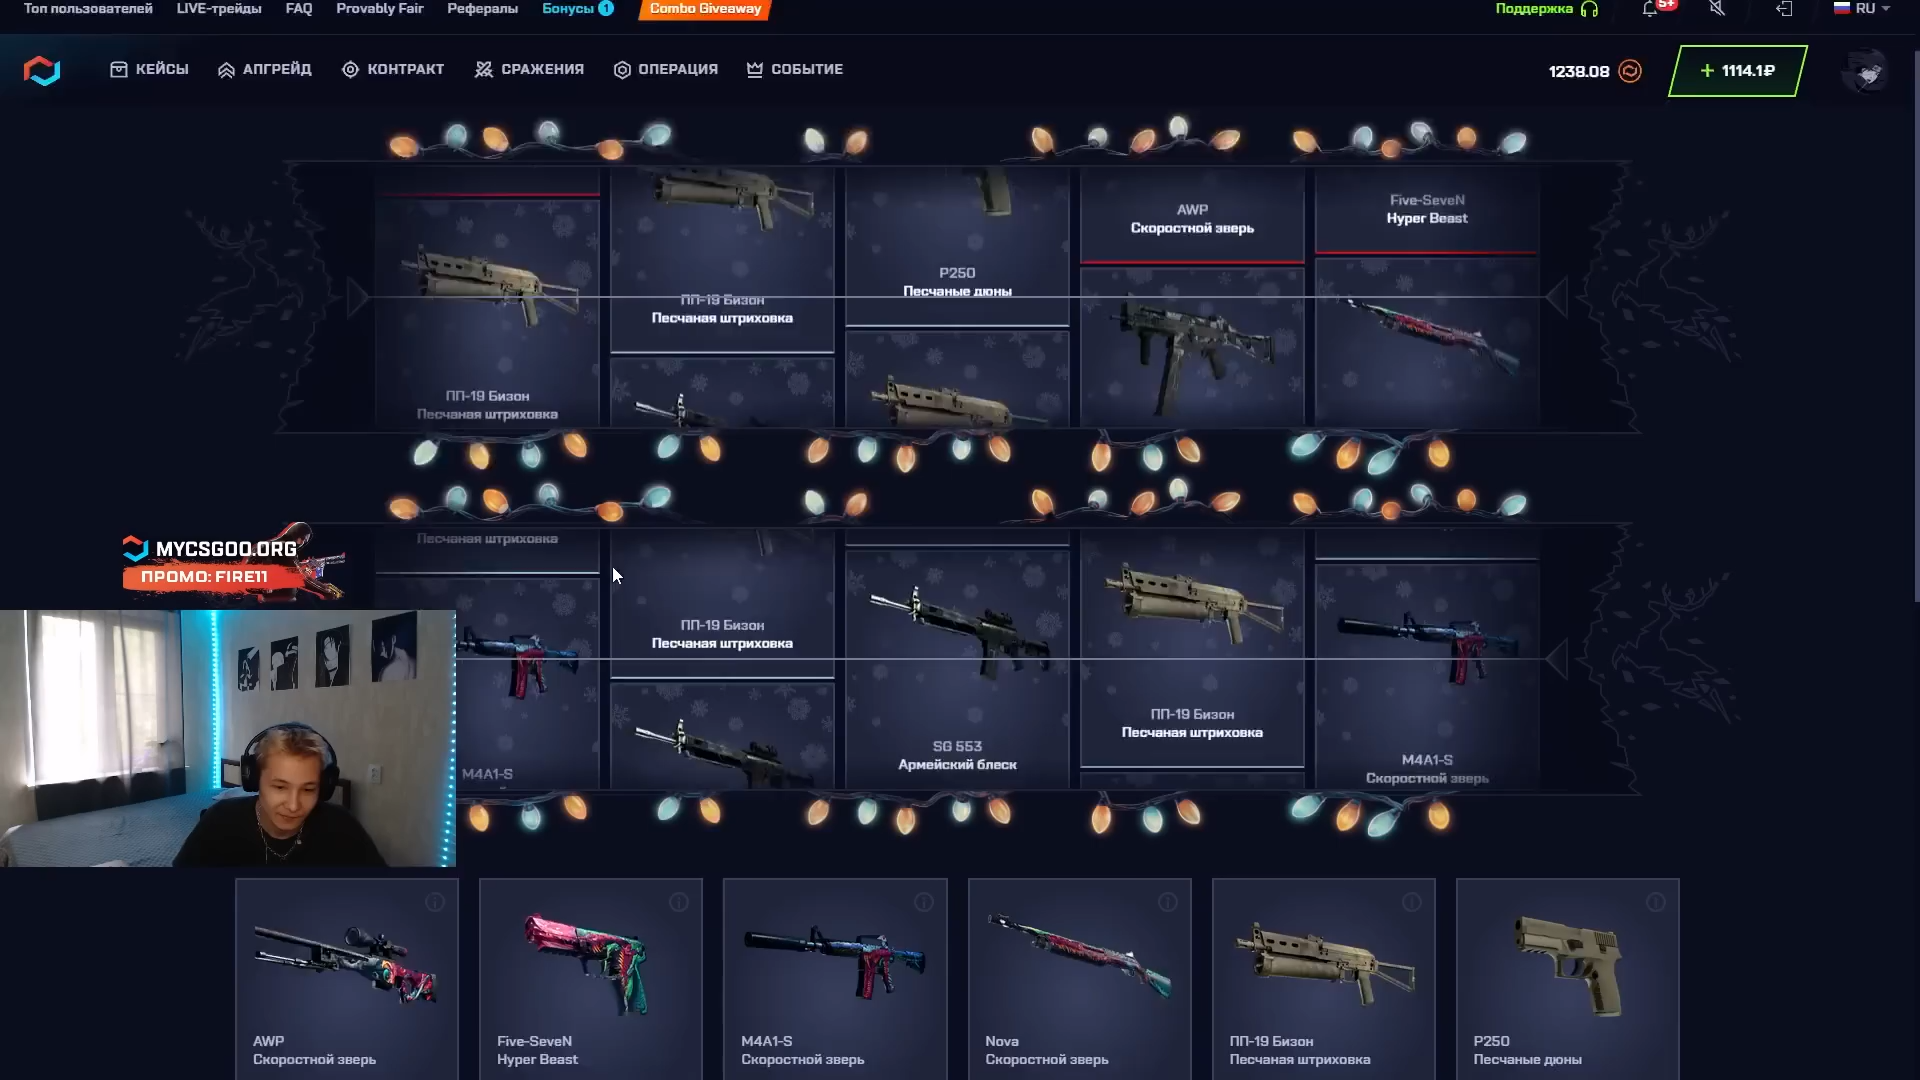 Топ пользователей LIVE-трейды FAQ Provably Fair Рефералы Бонусы 1 Combo Giveaway Поддержка 5+ RU
КЕЙСЫ АПГРЕЙД КОНТРАКТ СРАЖЕНИЯ ОПЕРАЦИЯ СОБЫТИЕ 1238.08 + 1114.1₽
ПП-19 Бизон
Песчаная штриховка
ПП-19 Бизон
Песчаная штриховка
P250
Песчаные дюны
AWP
Скоростной зверь
Five-SeveN
Hyper Beast
Песчаная штриховка
M4A1-S
ПП-19 Бизон
Песчаная штриховка
SG 553
Армейский блеск
ПП-19 Бизон
Песчаная штриховка
M4A1-S
Скоростной зверь
MYCSGOO.ORG
ПРОМО: FIRE11
AWP
Скоростной зверь
Five-SeveN
Hyper Beast
M4A1-S
Скоростной зверь
Nova
Скоростной зверь
ПП-19 Бизон
Песчаная штриховка
P250
Песчаные дюны